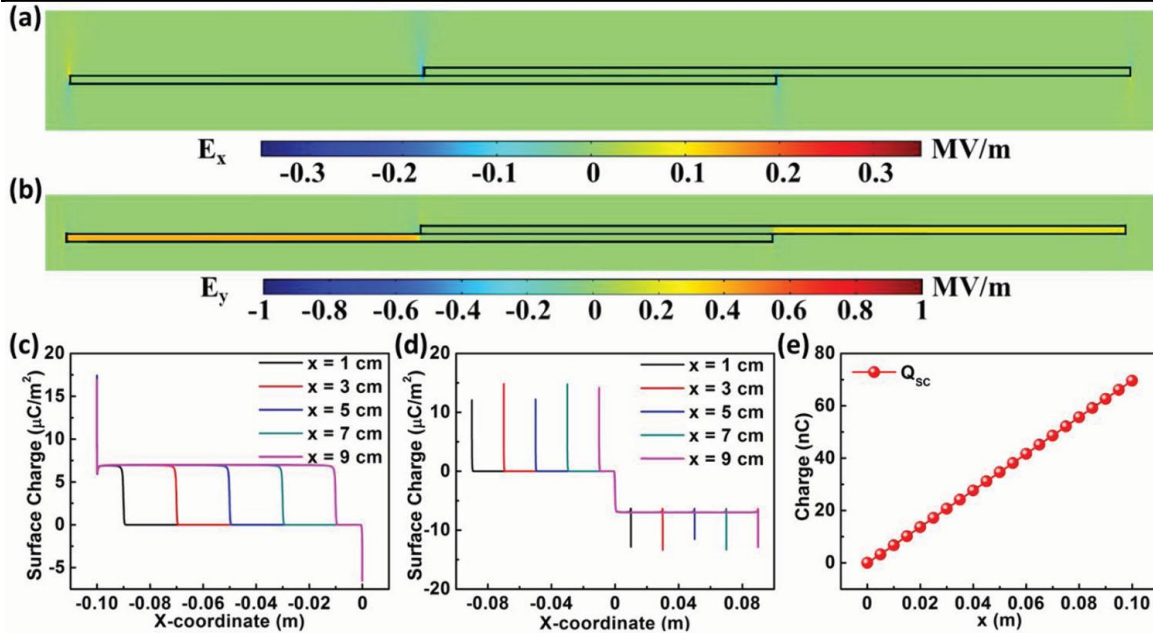 (a)
E_x -0.3 -0.2 -0.1 0 0.1 0.2 0.3 MV/m
(b)
E_y -1 -0.8 -0.6 -0.4 -0.2 0 0.2 0.4 0.6 0.8 1 MV/m
(c)
Surface Charge (μC/m²)
20
15
10
5
0
-5
x = 1 cm
x = 3 cm
x = 5 cm
x = 7 cm
x = 9 cm
-0.10 -0.08 -0.06 -0.04 -0.02 0
X-coordinate (m)
(d)
Surface Charge (μC/m²)
20
10
0
-10
-20
x = 1 cm
x = 3 cm
x = 5 cm
x = 7 cm
x = 9 cm
-0.08 -0.04 0 0.04 0.08
X-coordinate (m)
(e)
Charge (nC)
80
60
40
20
0
Q_SC
0 0.02 0.04 0.06 0.08 0.10
x (m)